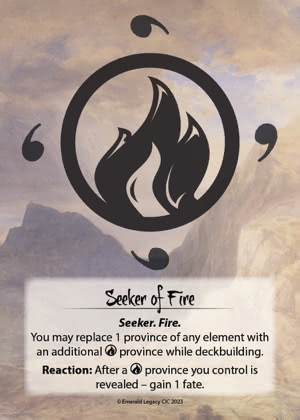 Seeker of Fire
Seeker. Fire.
You may replace 1 province of any element with
an additional province while deckbuilding.
Reaction: After a province you control is
revealed – gain 1 fate.
© Emerald Legacy CIC 2023